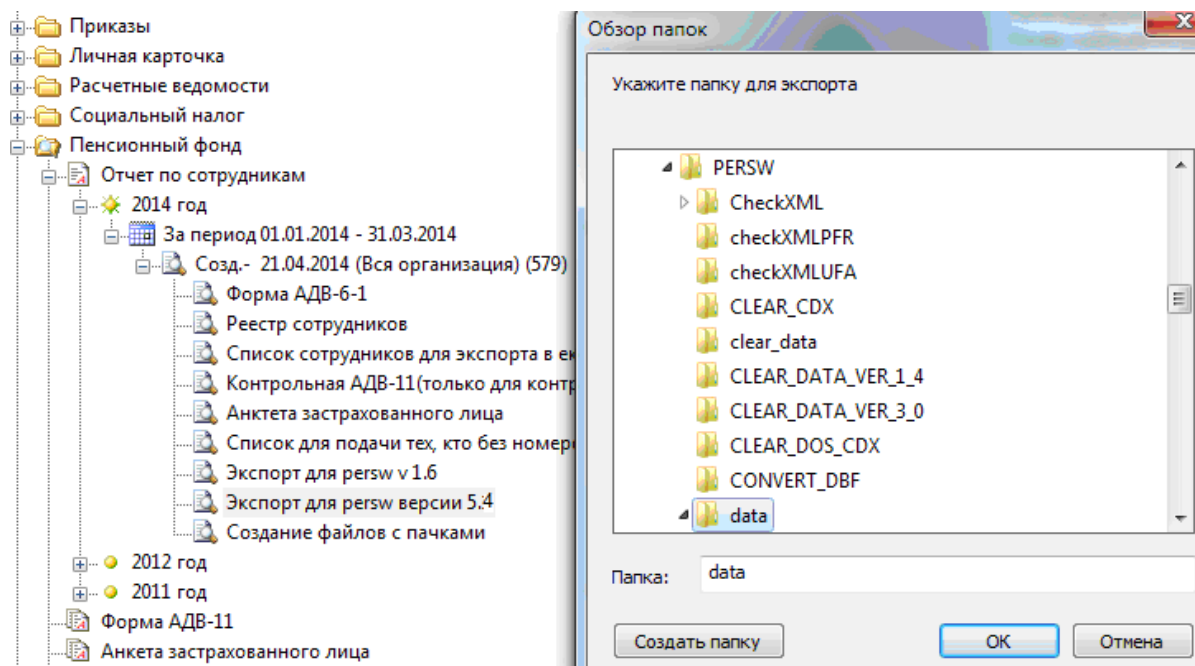 Приказы
Личная карточка
Расчетные ведомости
Социальный налог
Пенсионный фонд
Отчет по сотрудникам
2014 год
За период 01.01.2014 - 31.03.2014
Созд.- 21.04.2014 (Вся организация) (579)
Форма АДВ-6-1
Реестр сотрудников
Список сотрудников для экспорта в
Контрольная АДВ-11(только для
Анктета застрахованного лица
Список для подачи тех, кто без
Экспорт для persw v 1.6
Экспорт для persw версии 5.4
Создание файлов с пачками
2012 год
2011 год
Форма АДВ-11
Анкета застрахованного лица
Обзор папок
Укажите папку для экспорта
PERSW
CheckXML
checkXMLPFR
checkXMLUFA
CLEAR_CDX
clear_data
CLEAR_DATA_VER_1_4
CLEAR_DATA_VER_3_0
CLEAR_DOS_CDX
CONVERT_DBF
data
Папка: data
Создать папку OK Отмена